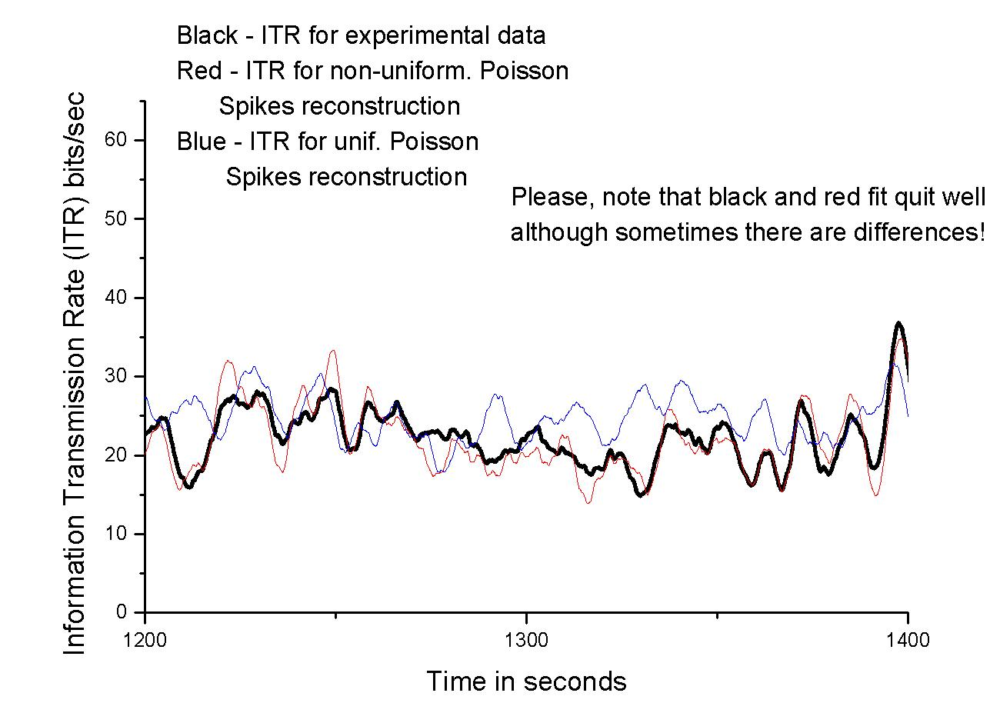 Black - ITR for experimental data
Red - ITR for non-uniform. Poisson
Spikes reconstruction
Blue - ITR for unif. Poisson
Spikes reconstruction
Please, note that black and red fit quit well
although sometimes there are differences!
Information Transmission Rate (ITR) bits/sec
60
50
40
30
20
10
0
1200
1300
1400
Time in seconds